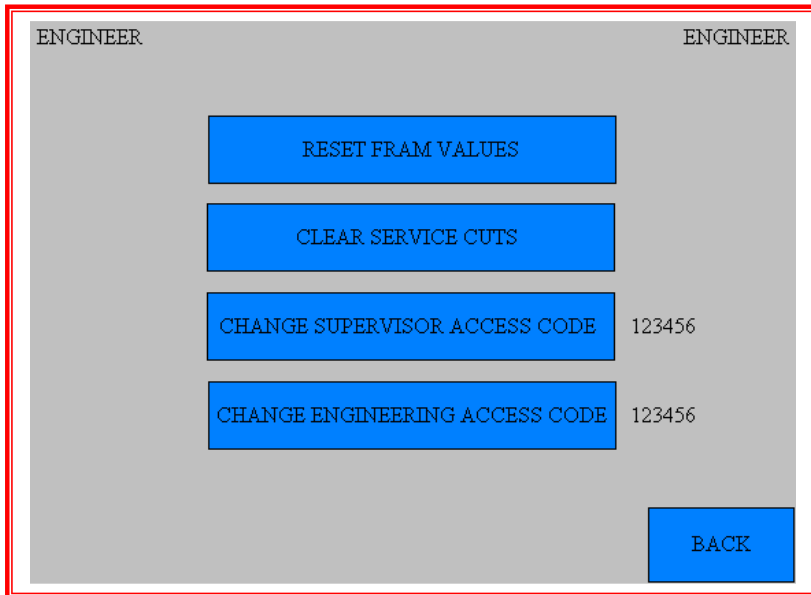 ENGINEER ENGINEER
RESET FRAM VALUES
CLEAR SERVICE CUTS
CHANGE SUPERVISOR ACCESS CODE 123456
CHANGE ENGINEERING ACCESS CODE 123456
BACK